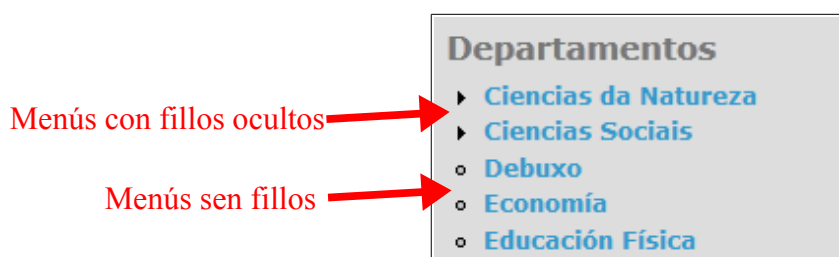 Departamentos
Ciencias da Natureza
Menús con fillos ocultos
Ciencias Sociais
Debuxo
Menús sen fillos
Economía
Educación Física